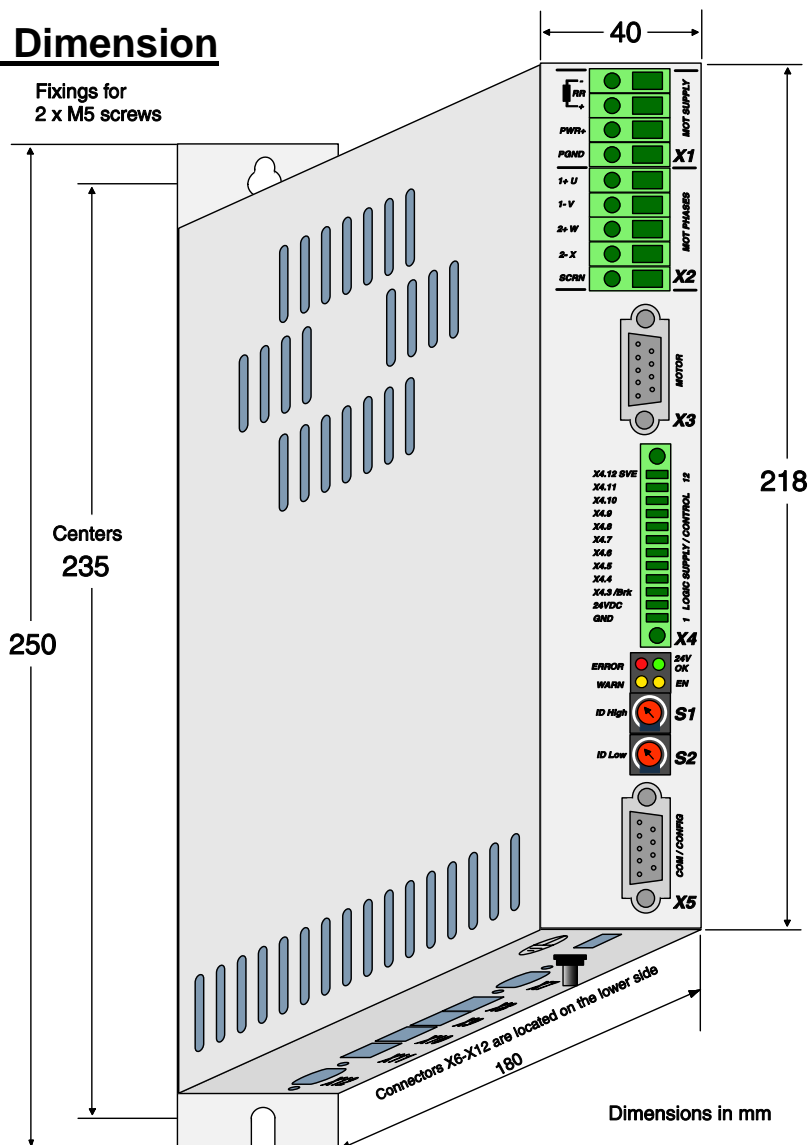 Dimension
Fixings for
2 x M5 screws
40
-
RR
+
PWR+
PGND
MOT SUPPLY
X1
1+ U
1- V
2+ W
2- X
SCRN
MOT PHASES
X2
MOTOR
X3
218
Centers
235
250
X4.12 SVE
X4.11
X4.10
X4.9
X4.8
X4.7
X4.6
X4.5
X4.4
X4.3 /Brk
24VDC
GND
1 LOGIC SUPPLY / CONTROL 12
X4
ERROR
24V
OK
WARN
EN
ID High
S1
ID Low
S2
COM / CONFIG
X5
Connectors X6-X12 are located on the lower side
180
Dimensions in mm